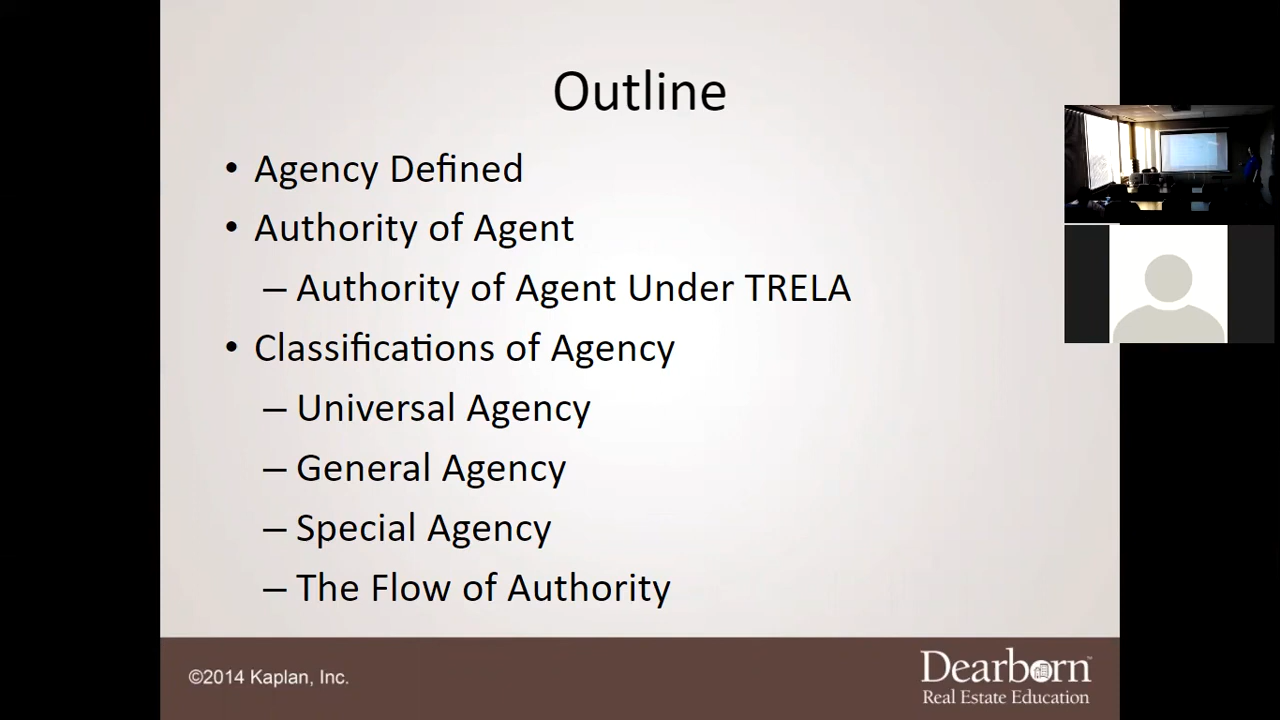 Outline
• Agency Defined
• Authority of Agent
– Authority of Agent Under TRELA
• Classifications of Agency
– Universal Agency
– General Agency
– Special Agency
– The Flow of Authority
©2014 Kaplan, Inc.
Dearborn™
Real Estate Education